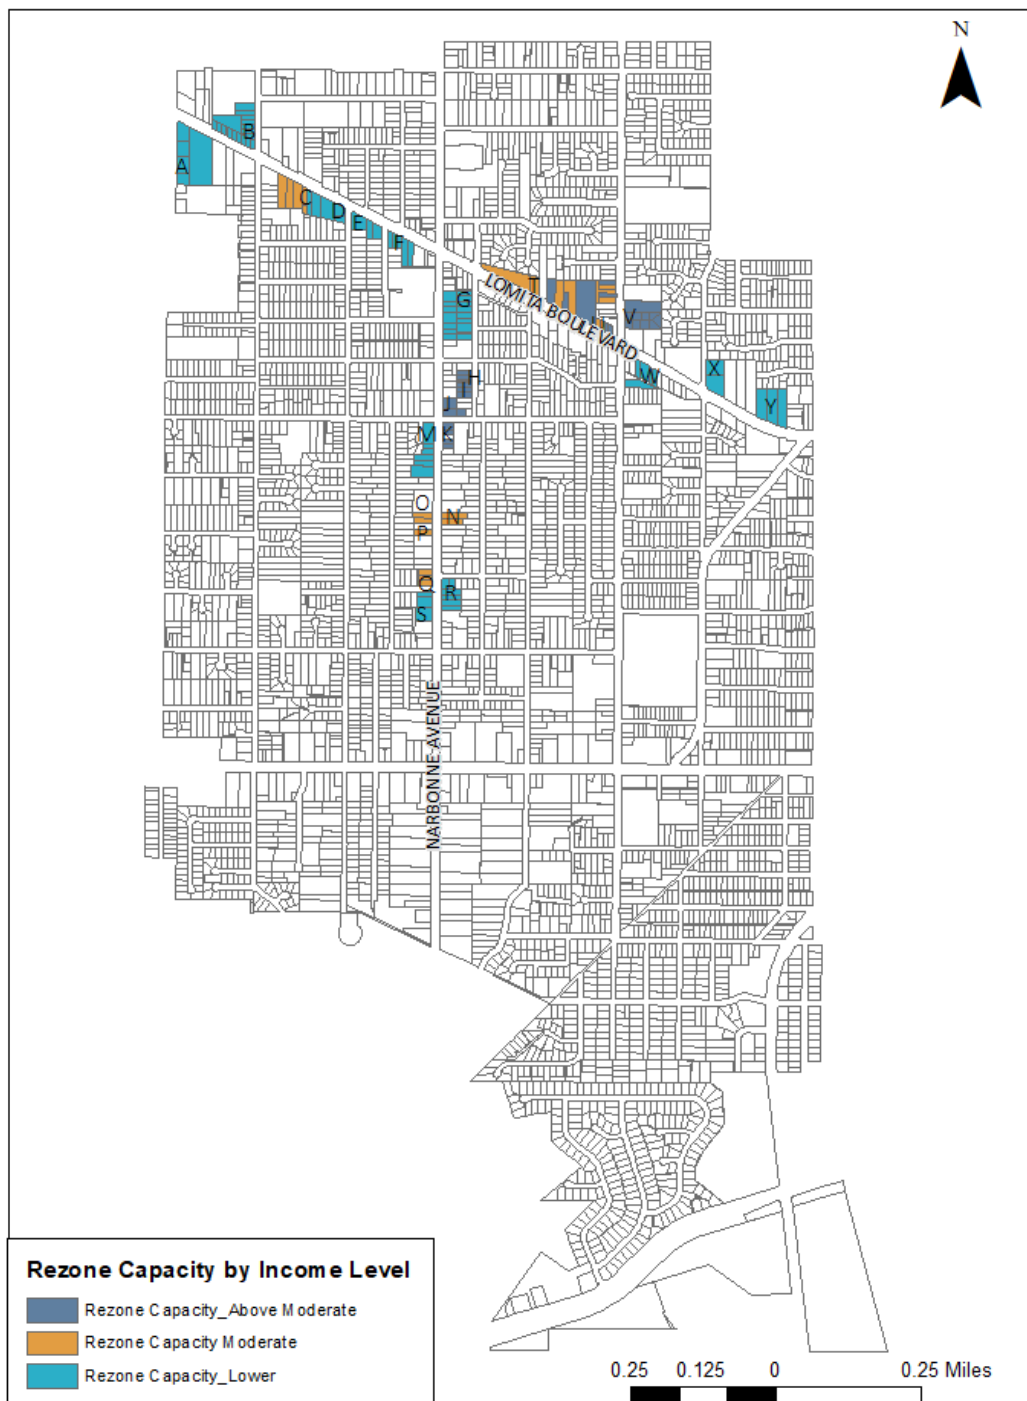 N
B
A
C
D
E
F
T
LOMITA BOULEVARD
G
V
H
I
W
X
J
Y
M
K
O
N
P
Q
R
S
NARBONNE AVENUE
Rezone Capacity by Income Level
Rezone Capacity_Above Moderate
Rezone Capacity Moderate
Rezone Capacity_Lower
0.25 0.125 0 0.25 Miles